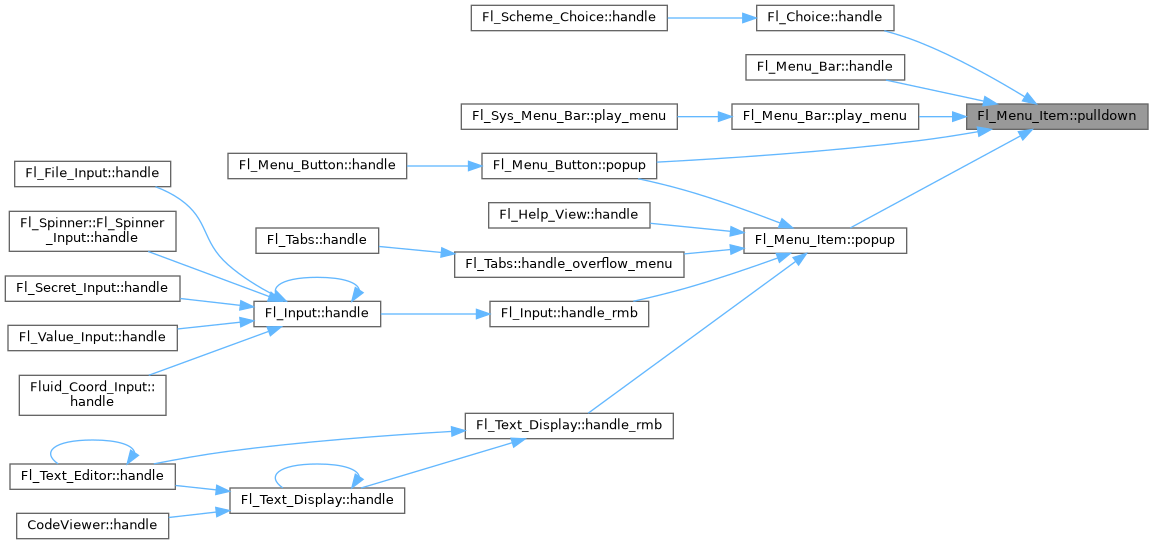 Fl_Scheme_Choice::handle
Fl_Choice::handle
Fl_Menu_Bar::handle
Fl_Sys_Menu_Bar::play_menu
Fl_Menu_Bar::play_menu
Fl_Menu_Item::pulldown
Fl_Menu_Button::handle
Fl_Menu_Button::popup
Fl_File_Input::handle
Fl_Help_View::handle
Fl_Spinner::Fl_Spinner
_Input::handle
Fl_Tabs::handle
Fl_Menu_Item::popup
Fl_Tabs::handle_overflow_menu
Fl_Secret_Input::handle
Fl_Input::handle
Fl_Input::handle_rmb
Fl_Value_Input::handle
Fluid_Coord_Input::
handle
Fl_Text_Display::handle_rmb
Fl_Text_Editor::handle
Fl_Text_Display::handle
CodeViewer::handle